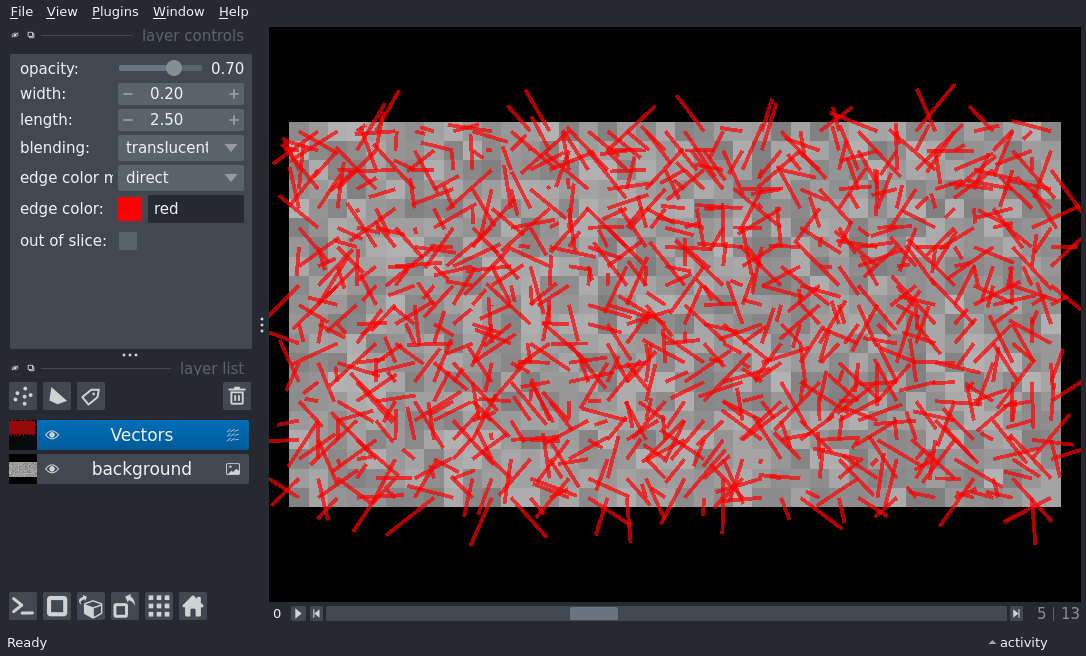 File View Plugins Window Help
layer controls
opacity: 0.70
width: − 0.20 +
length: − 2.50 +
blending: translucent
edge color m direct
edge color: red
out of slice:
layer list
Vectors
background
0 5 | 13
Ready activity